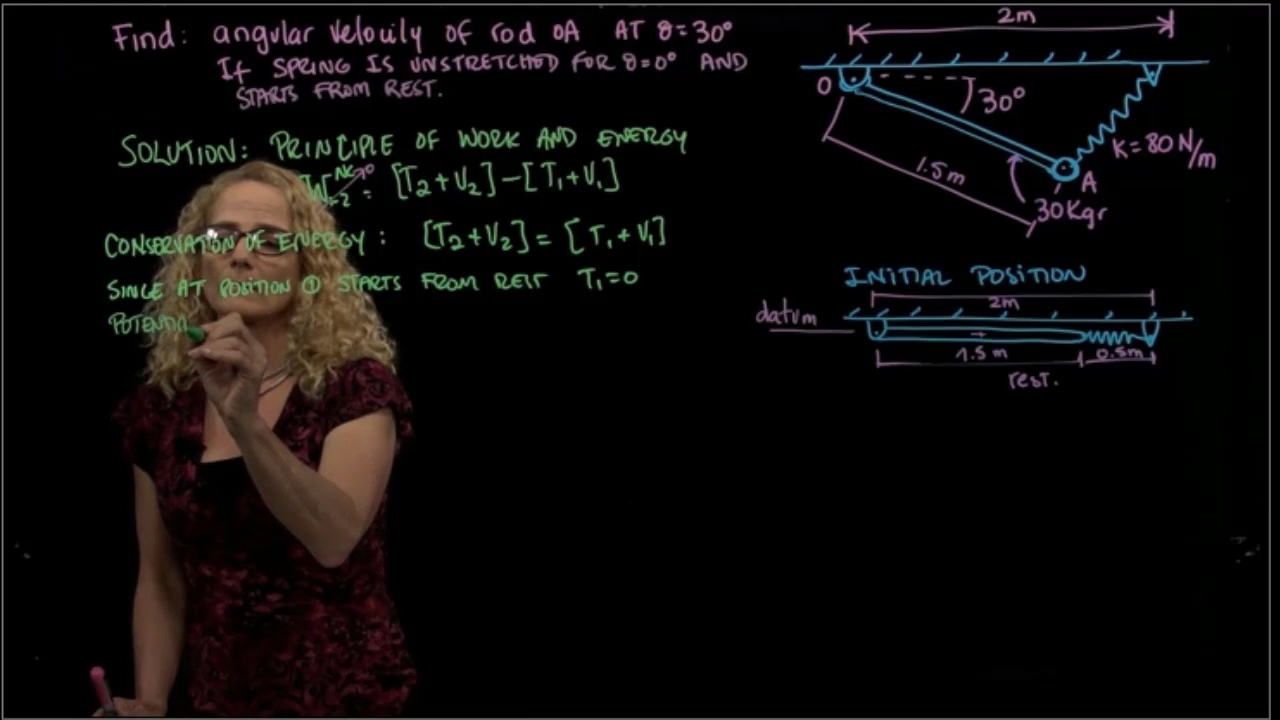 Find: angular velocity of rod OA AT θ=30°
IF SPRING IS UNSTRETCHED FOR θ=0° AND
STARTS FROM REST.
SOLUTION: PRINCIPLE OF WORK AND ENERGY
= [T2+V2]-[T1+V1]
CONSERVATION OF ENERGY: [T2+V2] = [T1+V1]
SINCE AT POSITION ① STARTS FROM REST T1=0
POTENTI
2m
O
30°
K=80N/m
1.5m
A
30Kgr
INITIAL POSITION
2m
datum
1.5m
0.5m
rest.